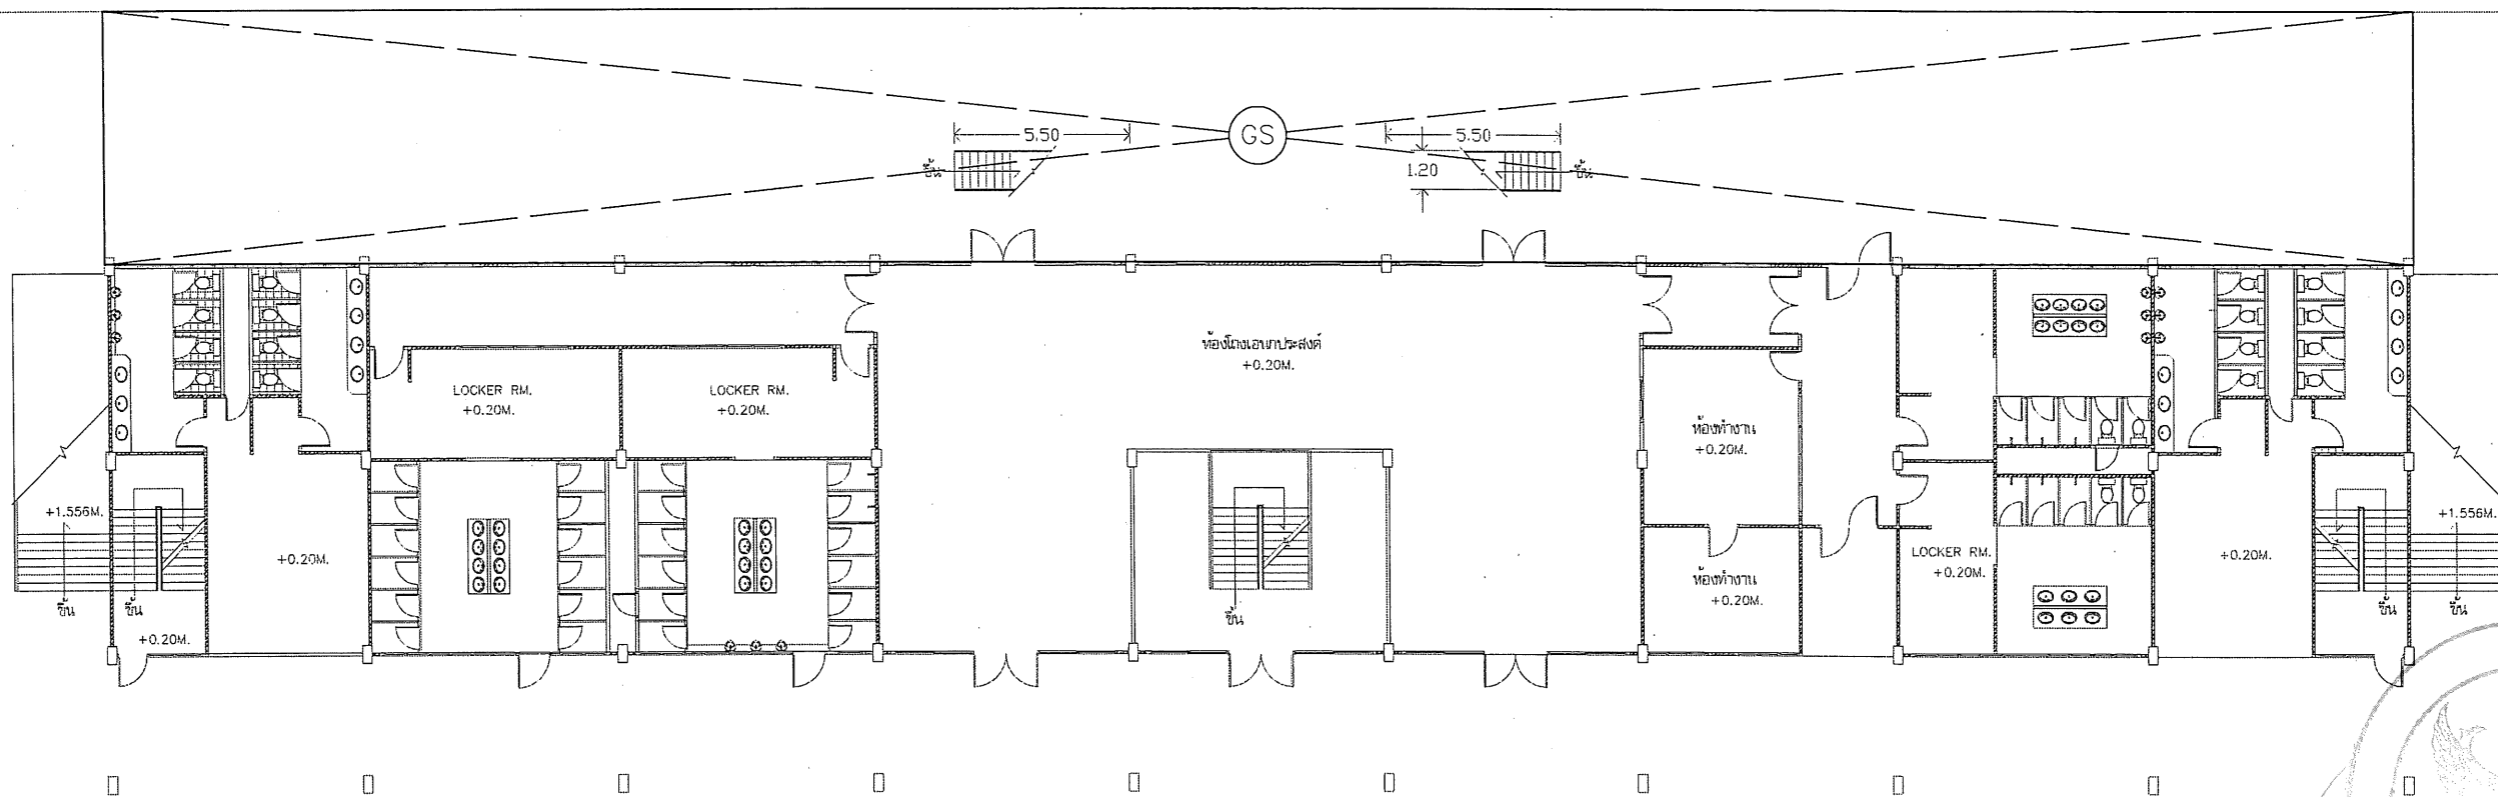 5.50
GS
5.50
1.20
ขึ้น
ขึ้น
ห้องโถงเอนกประสงค์
+0.20M.
LOCKER RM.
+0.20M.
LOCKER RM.
+0.20M.
ห้องทำงาน
+0.20M.
+1.556M.
+0.20M.
ขึ้น
ขึ้น
+0.20M.
ขึ้น
ห้องทำงาน
+0.20M.
LOCKER RM.
+0.20M.
+0.20M.
+1.556M.
ขึ้น
ขึ้น